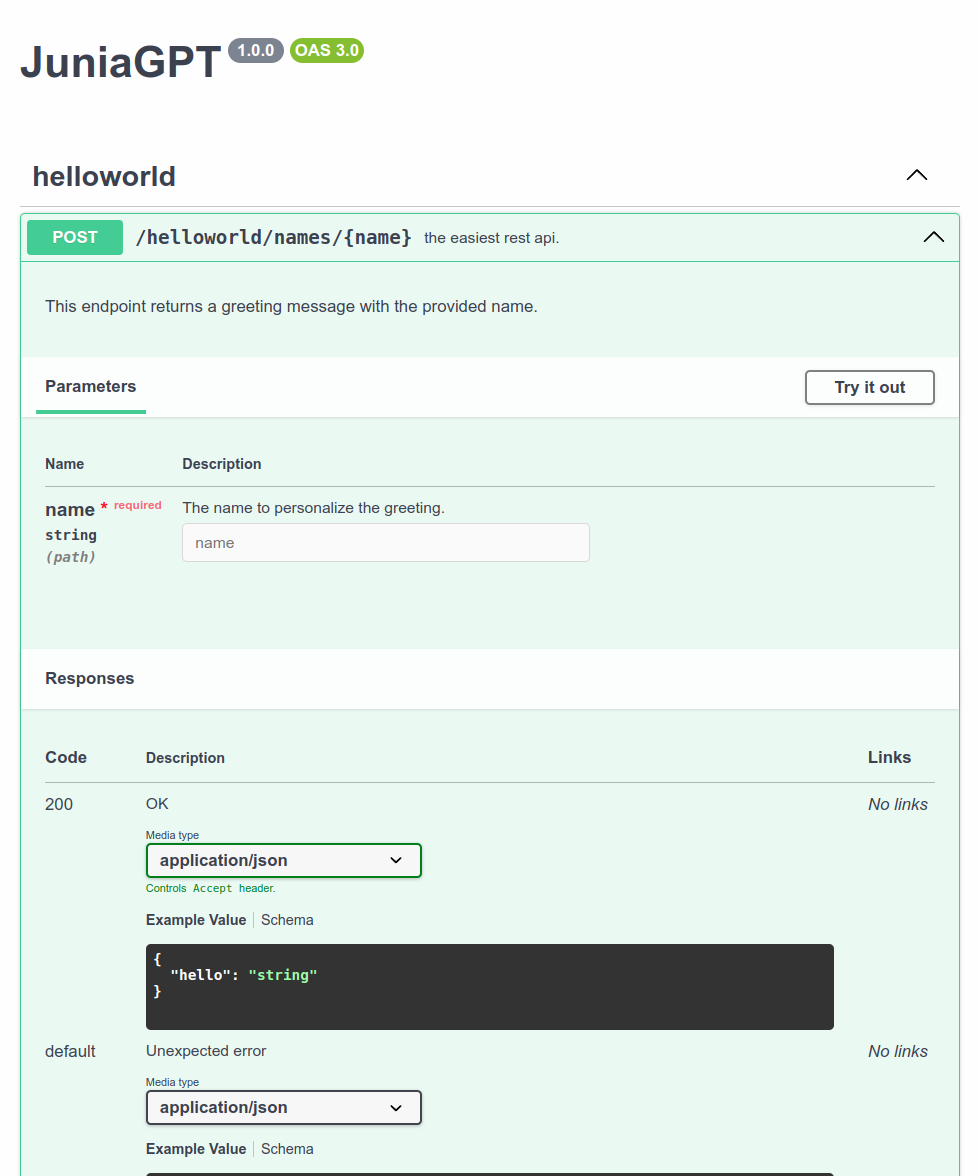 JuniaGPT 1.0.0 OAS 3.0
helloworld
POST /helloworld/names/{name} the easiest rest api.
This endpoint returns a greeting message with the provided name.
Parameters Try it out
Name Description
name * required The name to personalize the greeting.
string name
(path)
Responses
Code Description Links
200 OK No links
Media type
application/json
Controls Accept header.
Example Value Schema
{
"hello": "string"
}
default Unexpected error No links
Media type
application/json
Example Value Schema